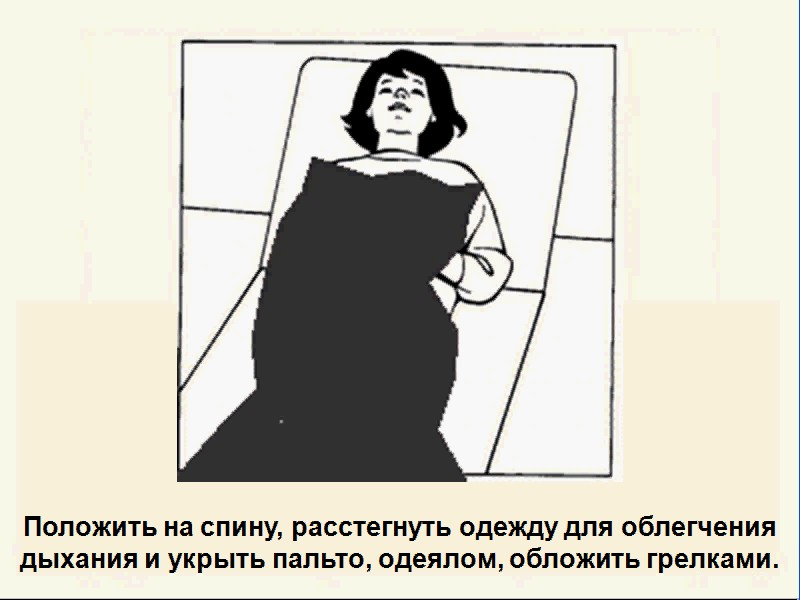 Положить на спину, расстегнуть одежду для облегчения
дыхания и укрыть пальто, одеялом, обложить грелками.